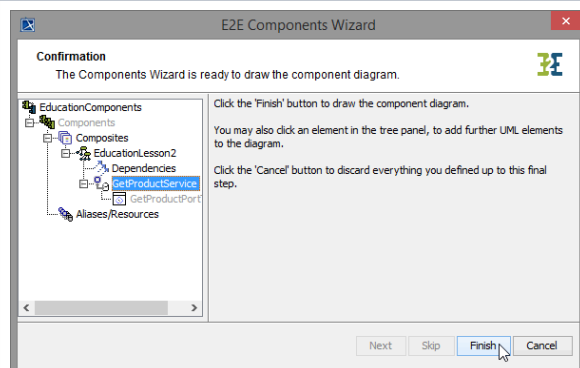 E2E Components Wizard
Confirmation
The Components Wizard is ready to draw the component diagram.
EducationComponents
Components
Composites
EducationLesson2
Dependencies
GetProductService
GetProductPort
Aliases/Resources
Click the 'Finish' button to draw the component diagram.
You may also click an element in the tree panel, to add further UML elements
to the diagram.
Click the 'Cancel' button to discard everything you defined up to this final
step.
Next Skip Finish Cancel